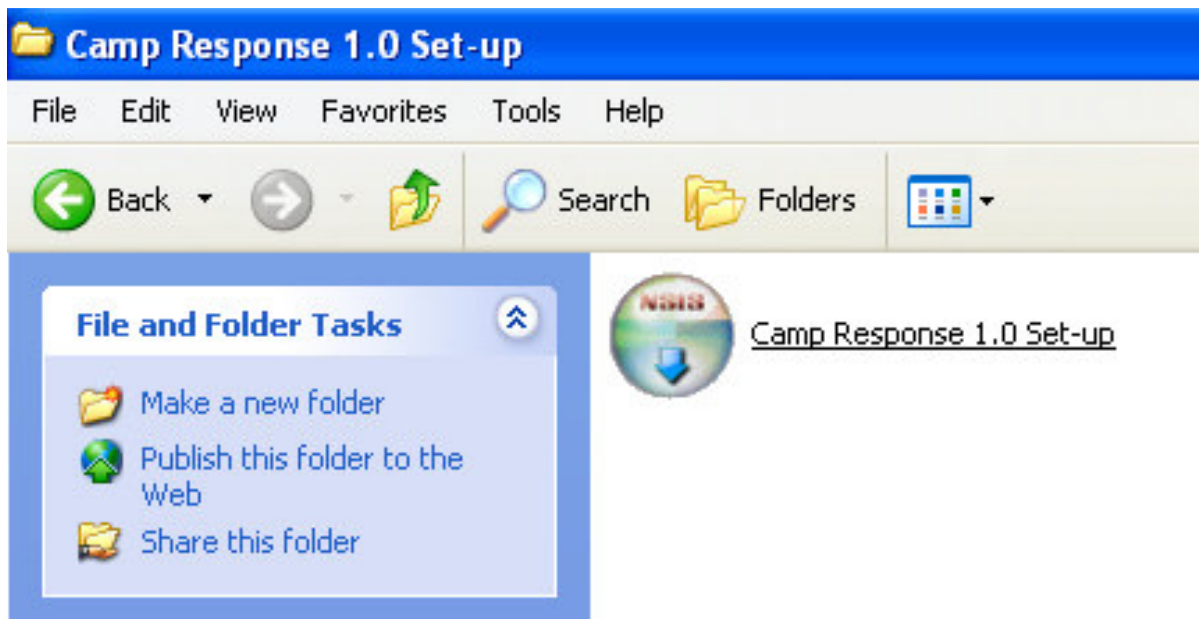 Camp Response 1.0 Set-up
File Edit View Favorites Tools Help
Back Search Folders
File and Folder Tasks
Make a new folder
Publish this folder to the
Web
Share this folder
NSIS
Camp Response 1.0 Set-up